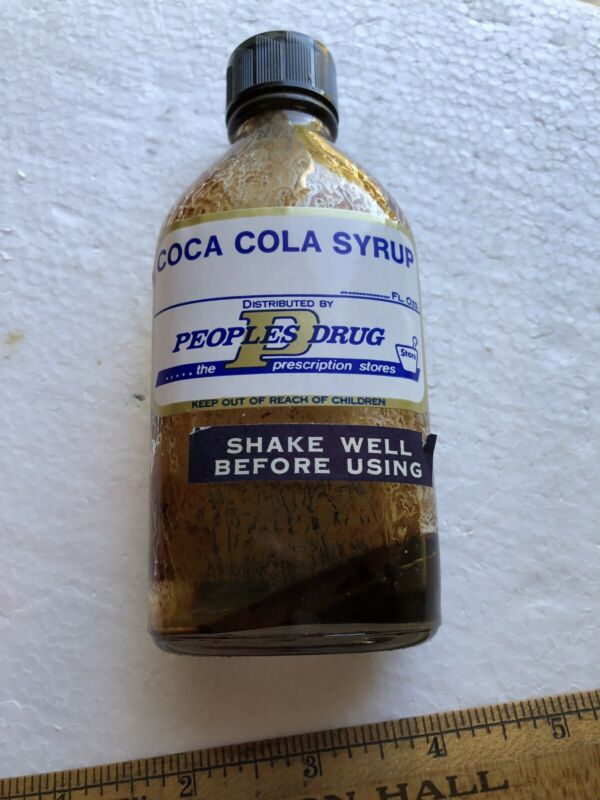 COCA COLA SYRUP
FL. OZS.
DISTRIBUTED BY
P
PEOPLES DRUG
Store
.....the prescription stores
KEEP OUT OF REACH OF CHILDREN
SHAKE WELL
BEFORE USING
2 3 4 5
HALL